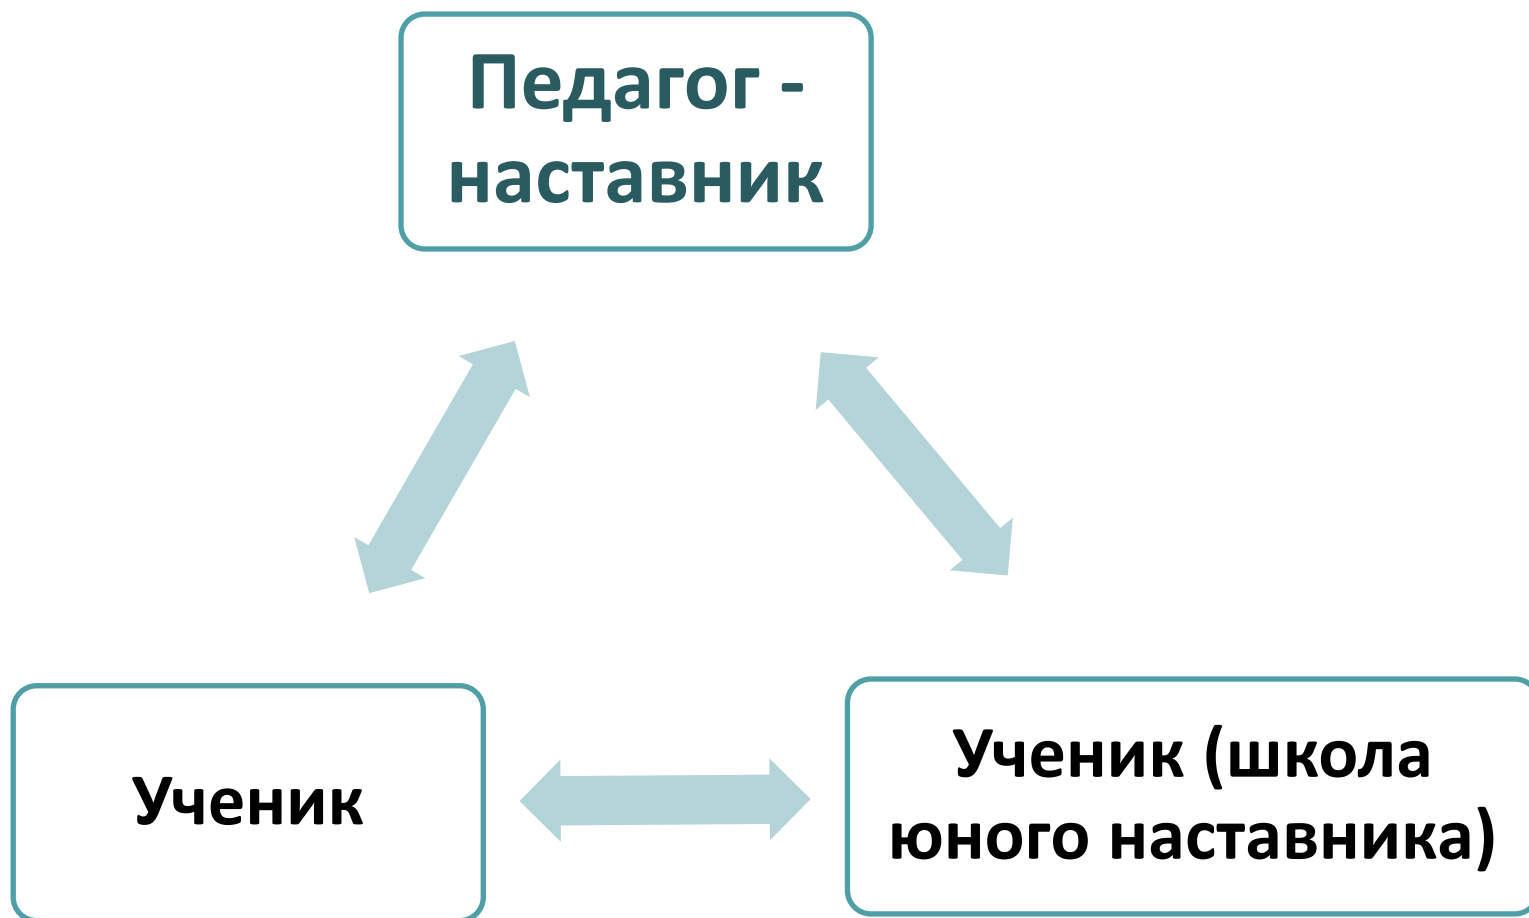 Педагог -
наставник
Ученик
Ученик (школа
юного наставника)